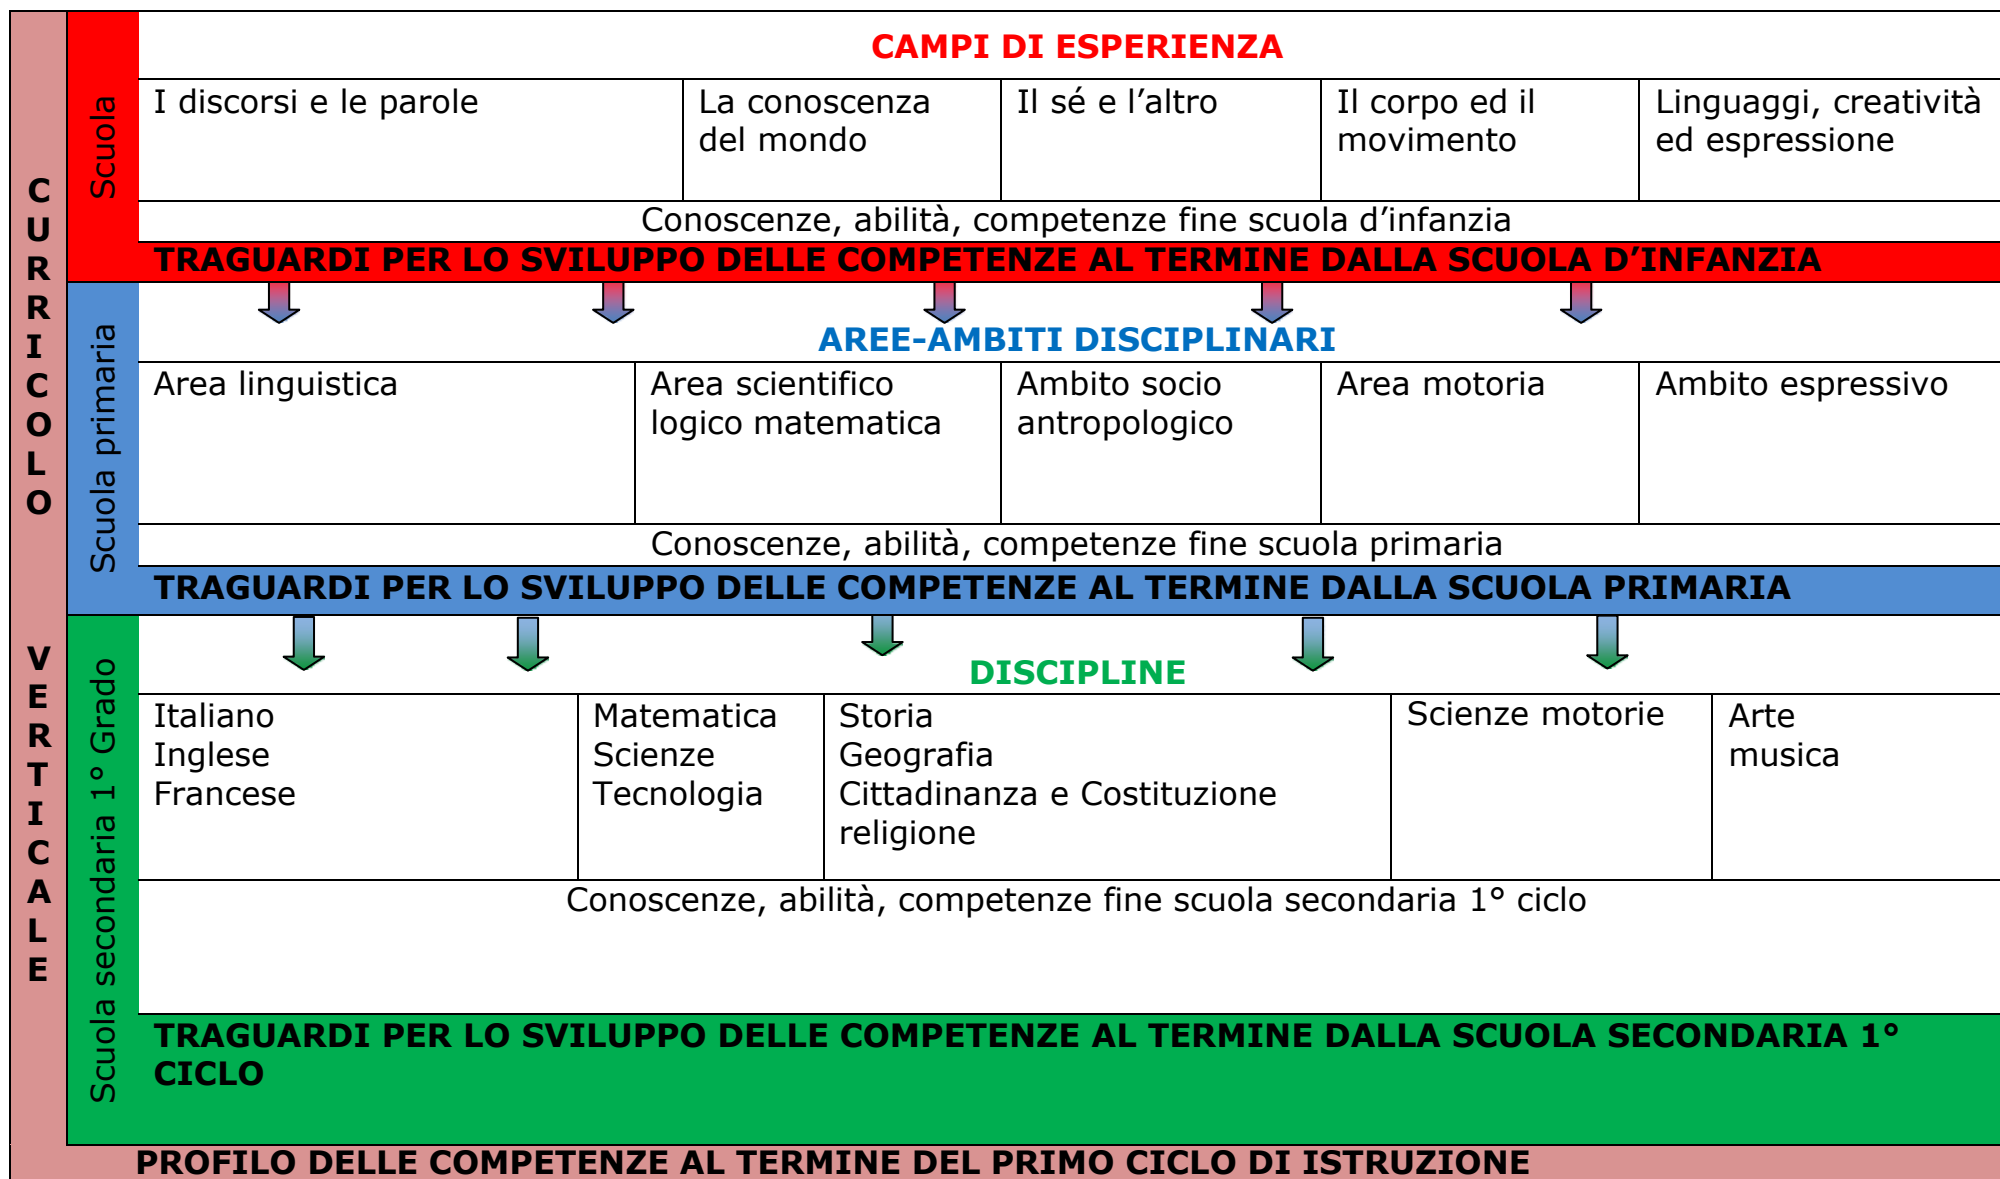 CURRICOLO VERTICALE
Scuola
CAMPI DI ESPERIENZA
I discorsi e le parole
La conoscenza
del mondo
Il sé e l’altro
Il corpo ed il
movimento
Linguaggi, creatività
ed espressione
Conoscenze, abilità, competenze fine scuola d’infanzia
TRAGUARDI PER LO SVILUPPO DELLE COMPETENZE AL TERMINE DALLA SCUOLA D’INFANZIA
Scuola primaria
AREE-AMBITI DISCIPLINARI
Area linguistica
Area scientifico
logico matematica
Ambito socio
antropologico
Area motoria
Ambito espressivo
Conoscenze, abilità, competenze fine scuola primaria
TRAGUARDI PER LO SVILUPPO DELLE COMPETENZE AL TERMINE DALLA SCUOLA PRIMARIA
Scuola secondaria 1° Grado
DISCIPLINE
Italiano
Inglese
Francese
Matematica
Scienze
Tecnologia
Storia
Geografia
Cittadinanza e Costituzione
religione
Scienze motorie
Arte
musica
Conoscenze, abilità, competenze fine scuola secondaria 1° ciclo
TRAGUARDI PER LO SVILUPPO DELLE COMPETENZE AL TERMINE DALLA SCUOLA SECONDARIA 1°
CICLO
PROFILO DELLE COMPETENZE AL TERMINE DEL PRIMO CICLO DI ISTRUZIONE